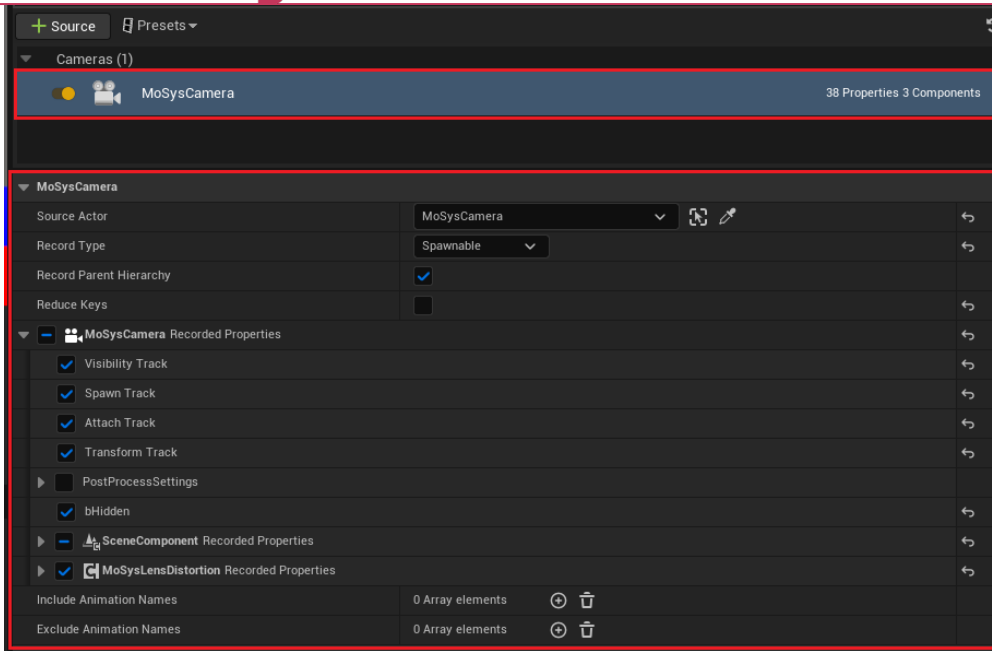 + Source Presets
Cameras (1)
MoSysCamera 38 Properties 3 Components
MoSysCamera
Source Actor MoSysCamera
Record Type Spawnable
Record Parent Hierarchy
Reduce Keys
MoSysCamera Recorded Properties
Visibility Track
Spawn Track
Attach Track
Transform Track
PostProcessSettings
bHidden
SceneComponent Recorded Properties
MoSysLensDistortion Recorded Properties
Include Animation Names 0 Array elements
Exclude Animation Names 0 Array elements